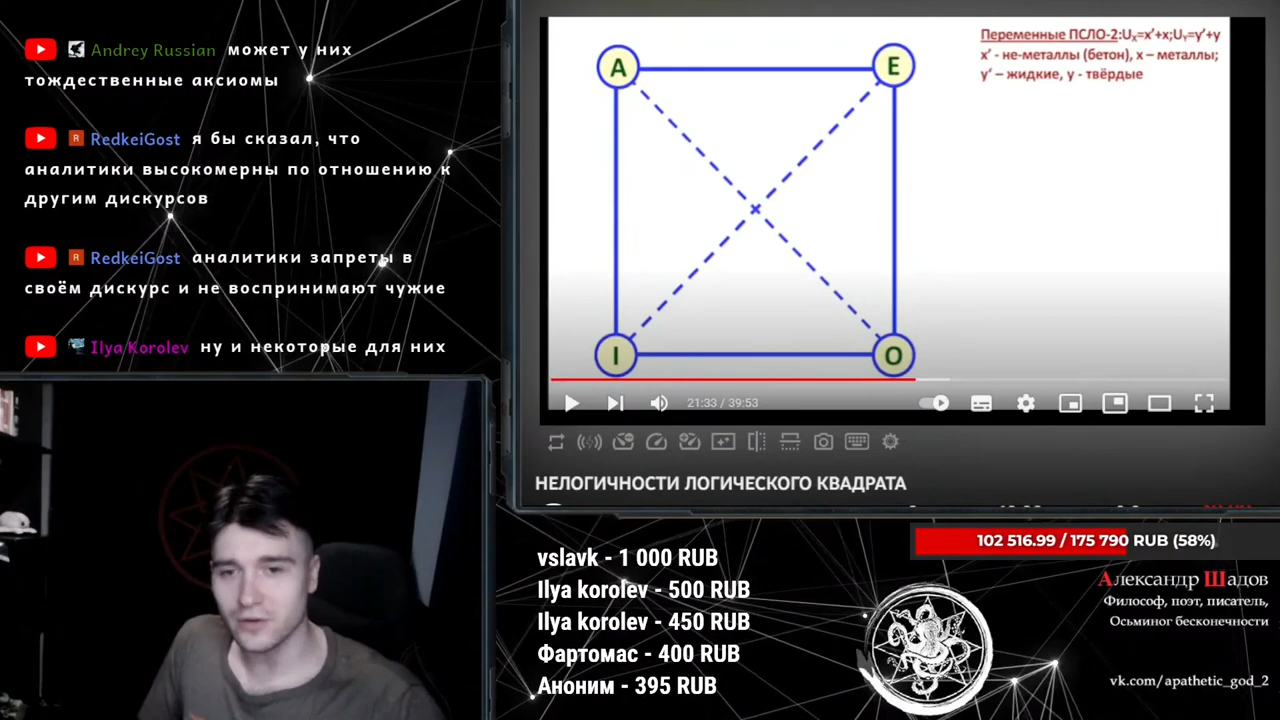 Andrey Russian может у них
тождественные аксиомы
RedkeiGost я бы сказал, что
аналитики высокомерны по отношению к
другим дискурсов
RedkeiGost аналитики запреты в
своём дискурс и не воспринимают чужие
Ilya Korolev ну и некоторые для них
A
E
I
O
Переменные ПСЛО-2:Uₓ=x'+x;Uᵧ=y'+y
x' - не-металлы (бетон), x – металлы;
y' – жидкие, y - твёрдые
21:33 / 39:53
НЕЛОГИЧНОСТИ ЛОГИЧЕСКОГО КВАДРАТА
102 516.99 / 175 790 RUB (58%)
vslavk - 1 000 RUB
Ilya korolev - 500 RUB
Ilya korolev - 450 RUB
Фартомас - 400 RUB
Аноним - 395 RUB
Александр Шадов
Философ, поэт, писатель,
Осьминог бесконечности
vk.com/apathetic_god_2